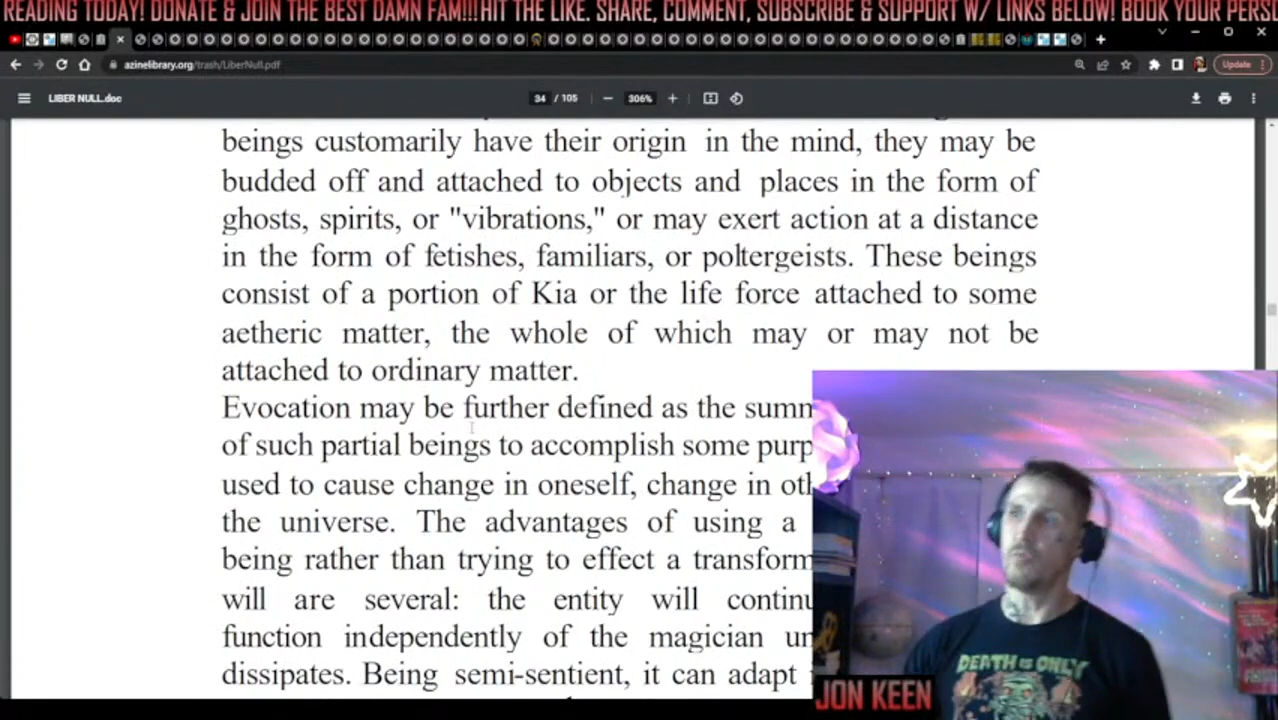 READING TODAY! DONATE & JOIN THE BEST DAMN FAM!!! HIT THE LIKE. SHARE, COMMENT, SUBSCRIBE & SUPPORT W/ LINKS BELOW! BOOK YOUR PERS
azinelibrary.org/trash/LiberNull.pdf
Update
LIBER NULL.doc
34 / 105
306%
beings customarily have their origin in the mind, they may be
budded off and attached to objects and places in the form of
ghosts, spirits, or "vibrations," or may exert action at a distance
in the form of fetishes, familiars, or poltergeists. These beings
consist of a portion of Kia or the life force attached to some
aetheric matter, the whole of which may or may not be
attached to ordinary matter.
Evocation may be further defined as the summ
of such partial beings to accomplish some purp
used to cause change in oneself, change in oth
the universe. The advantages of using a
being rather than trying to effect a transform
will are several: the entity will continu
function independently of the magician un
dissipates. Being semi-sentient, it can adapt
DEATH IS ONLY
JON KEEN